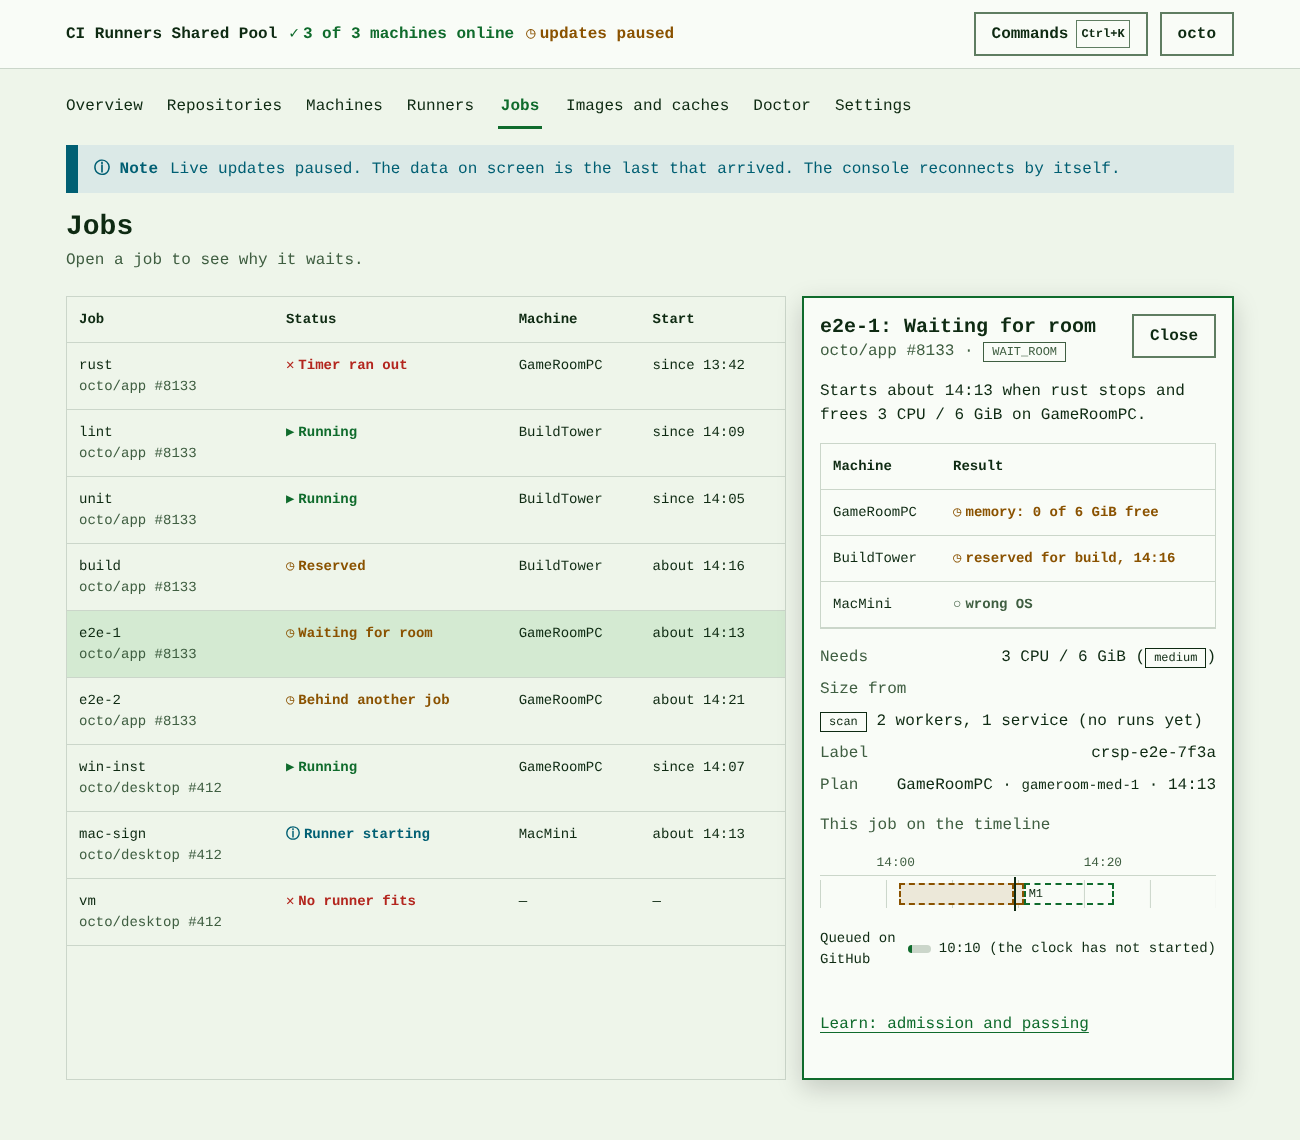 CI Runners Shared Pool ✓ 3 of 3 machines online ◷ updates paused Commands Ctrl+K octo
Overview Repositories Machines Runners Jobs Images and caches Doctor Settings
ⓘ Note Live updates paused. The data on screen is the last that arrived. The console reconnects by itself.
Jobs
Open a job to see why it waits.
Job Status Machine Start
rust ✕ Timer ran out GameRoomPC since 13:42
octo/app #8133
lint ▶ Running BuildTower since 14:09
octo/app #8133
unit ▶ Running BuildTower since 14:05
octo/app #8133
build ◷ Reserved BuildTower about 14:16
octo/app #8133
e2e-1 ◷ Waiting for room GameRoomPC about 14:13
octo/app #8133
e2e-2 ◷ Behind another job GameRoomPC about 14:21
octo/app #8133
win-inst ▶ Running GameRoomPC since 14:07
octo/desktop #412
mac-sign ⓘ Runner starting MacMini about 14:13
octo/desktop #412
vm ✕ No runner fits — —
octo/desktop #412
e2e-1: Waiting for room Close
octo/app #8133 · WAIT_ROOM
Starts about 14:13 when rust stops and
frees 3 CPU / 6 GiB on GameRoomPC.
Machine Result
GameRoomPC ◷ memory: 0 of 6 GiB free
BuildTower ◷ reserved for build, 14:16
MacMini ○ wrong OS
Needs 3 CPU / 6 GiB (medium)
Size from
scan 2 workers, 1 service (no runs yet)
Label crsp-e2e-7f3a
Plan GameRoomPC · gameroom-med-1 · 14:13
This job on the timeline
14:00 14:20
M1
Queued on
GitHub 10:10 (the clock has not started)
Learn: admission and passing